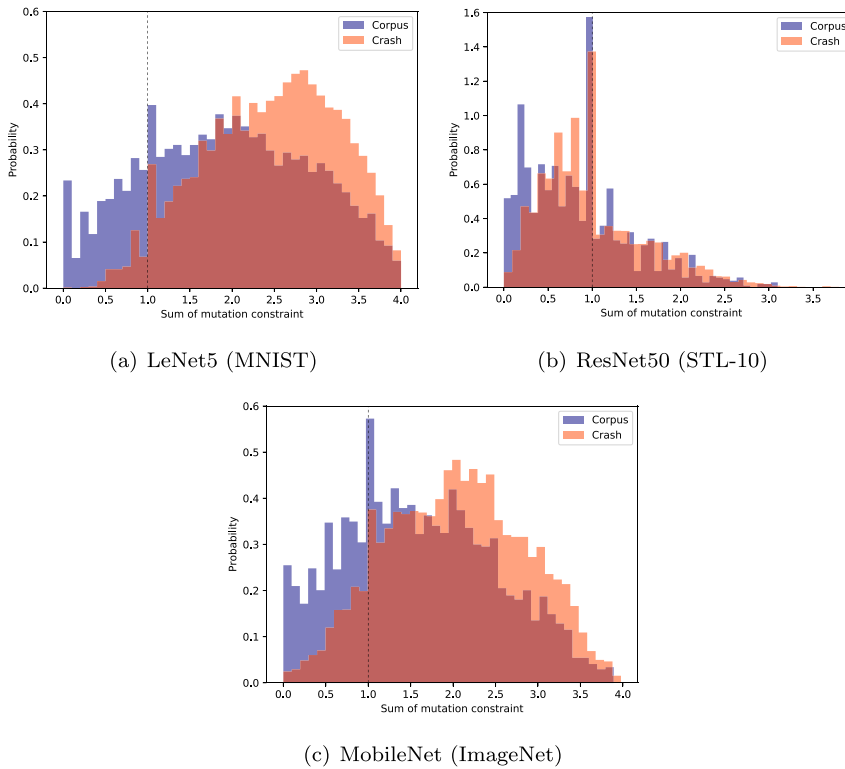 0.6
0.5
0.4
0.3
0.2
0.1
0.0
Probability
Corpus
Crash
0.0 0.5 1.0 1.5 2.0 2.5 3.0 3.5 4.0
Sum of mutation constraint
(a) LeNet5 (MNIST)
1.6
1.4
1.2
1.0
0.8
0.6
0.4
0.2
0.0
Probability
Corpus
Crash
0.0 0.5 1.0 1.5 2.0 2.5 3.0 3.5
Sum of mutation constraint
(b) ResNet50 (STL-10)
0.6
0.5
0.4
0.3
0.2
0.1
0.0
Probability
Corpus
Crash
0.0 0.5 1.0 1.5 2.0 2.5 3.0 3.5 4.0
Sum of mutation constraint
(c) MobileNet (ImageNet)